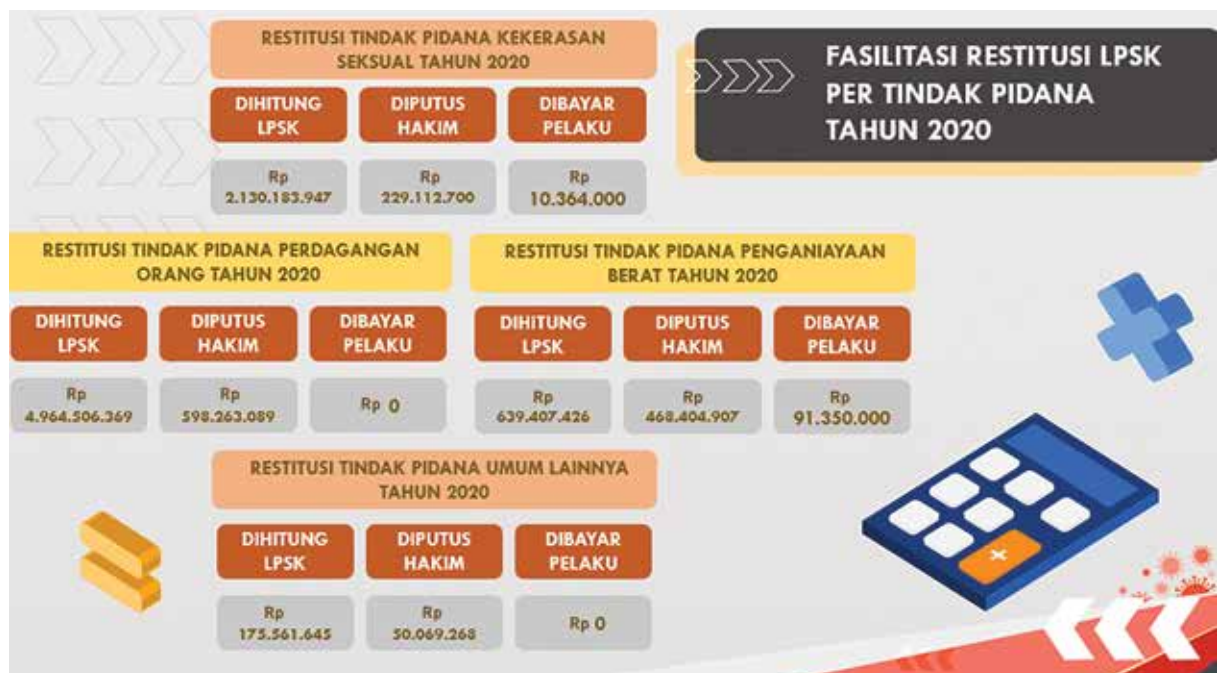 FASILITASI RESTITUSI LPSK
PER TINDAK PIDANA
TAHUN 2020
RESTITUSI TINDAK PIDANA KEKERASAN
SEKSUAL TAHUN 2020
DIHITUNG
LPSK
DIPUTUS
HAKIM
DIBAYAR
PELAKU
Rp
2.130.183.947
Rp
229.112.700
Rp
10.364.000
RESTITUSI TINDAK PIDANA PERDAGANGAN
ORANG TAHUN 2020
DIHITUNG
LPSK
DIPUTUS
HAKIM
DIBAYAR
PELAKU
Rp
4.964.506.369
Rp
598.263.089
Rp 0
RESTITUSI TINDAK PIDANA PENGANIAYAAN
BERAT TAHUN 2020
DIHITUNG
LPSK
DIPUTUS
HAKIM
DIBAYAR
PELAKU
Rp
639.407.426
Rp
468.404.907
Rp
91.350.000
RESTITUSI TINDAK PIDANA UMUM LAINNYA
TAHUN 2020
DIHITUNG
LPSK
DIPUTUS
HAKIM
DIBAYAR
PELAKU
Rp
175.561.645
Rp
50.069.268
Rp 0